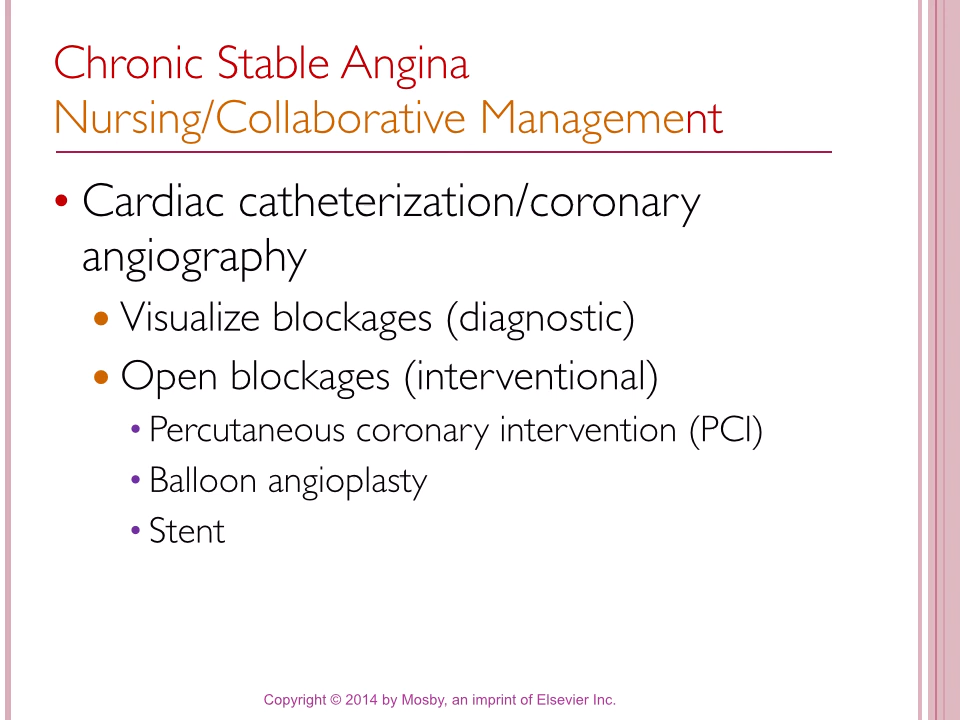 Chronic Stable Angina
Nursing/Collaborative Management
• Cardiac catheterization/coronary
angiography
• Visualize blockages (diagnostic)
• Open blockages (interventional)
• Percutaneous coronary intervention (PCI)
• Balloon angioplasty
• Stent
Copyright © 2014 by Mosby, an imprint of Elsevier Inc.